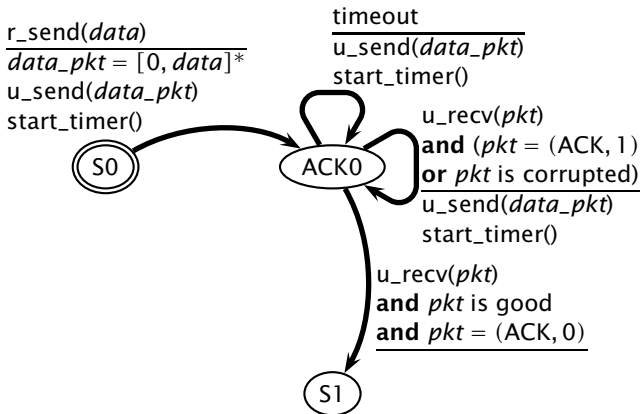 r_send(data)
data_pkt = [0, data]*
u_send(data_pkt)
start_timer()
timeout
u_send(data_pkt)
start_timer()
S0
ACK0
u_recv(pkt)
and (pkt = (ACK, 1)
or pkt is corrupted)
u_send(data_pkt)
start_timer()
u_recv(pkt)
and pkt is good
and pkt = (ACK, 0)
S1